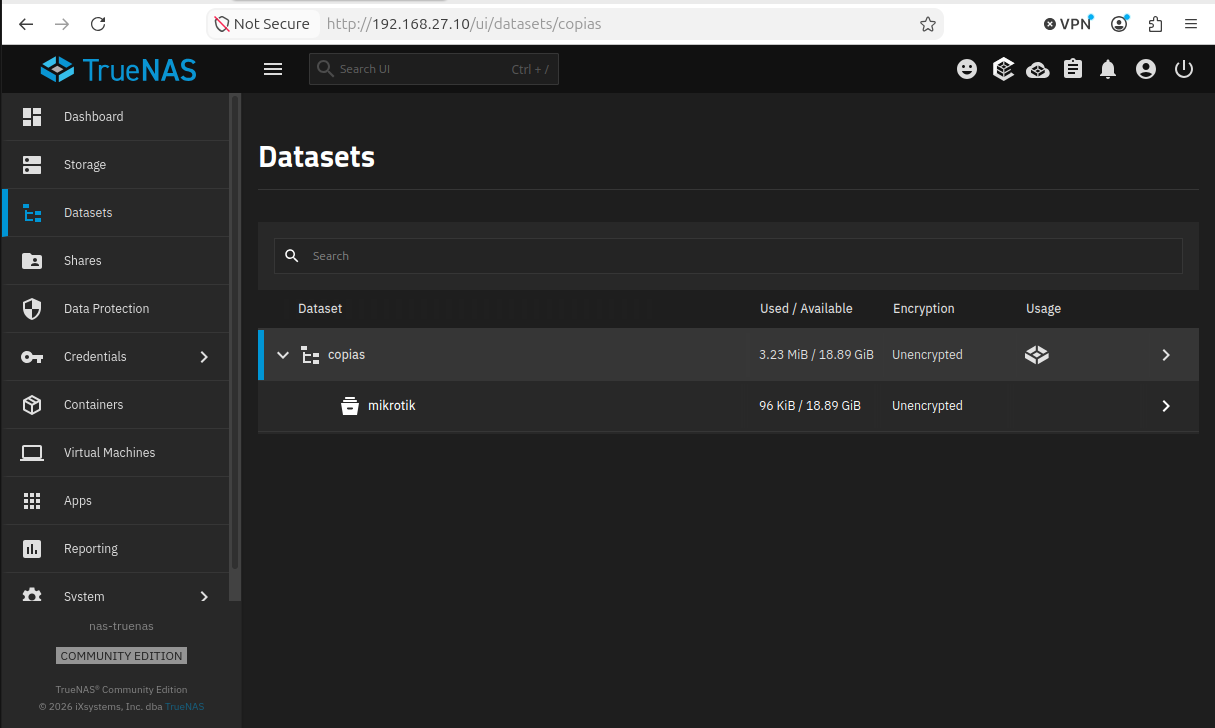 Not Secure http://192.168.27.10/ui/datasets/copias VPN
TrueNAS Search UI Ctrl + /
Dashboard
Storage
Datasets
Shares
Data Protection
Credentials
Containers
Virtual Machines
Apps
Reporting
System
nas-truenas
COMMUNITY EDITION
TrueNAS® Community Edition
© 2026 iXsystems, Inc. dba TrueNAS
Datasets
Search
Dataset Used / Available Encryption Usage
copias 3.23 MiB / 18.89 GiB Unencrypted
mikrotik 96 KiB / 18.89 GiB Unencrypted